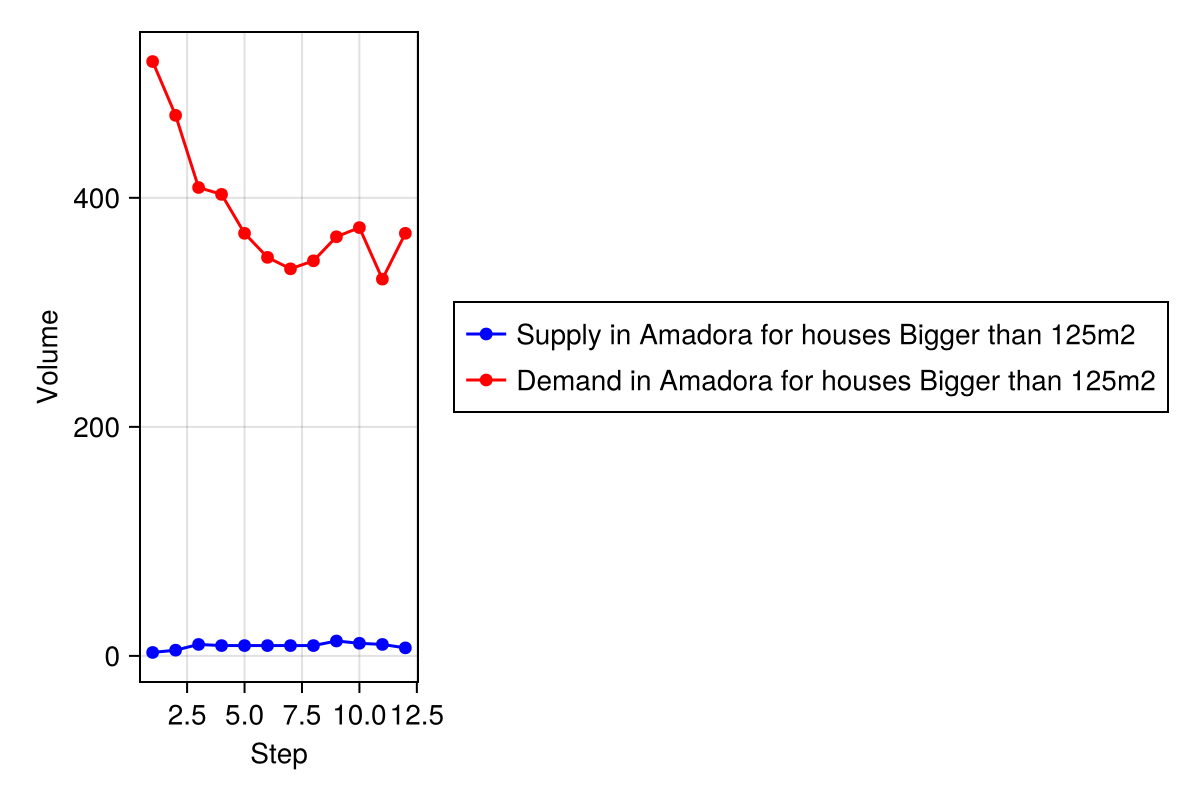 Volume
400
200
0
2.5 5.0 7.5 10.0 12.5
Step
Supply in Amadora for houses Bigger than 125m2
Demand in Amadora for houses Bigger than 125m2